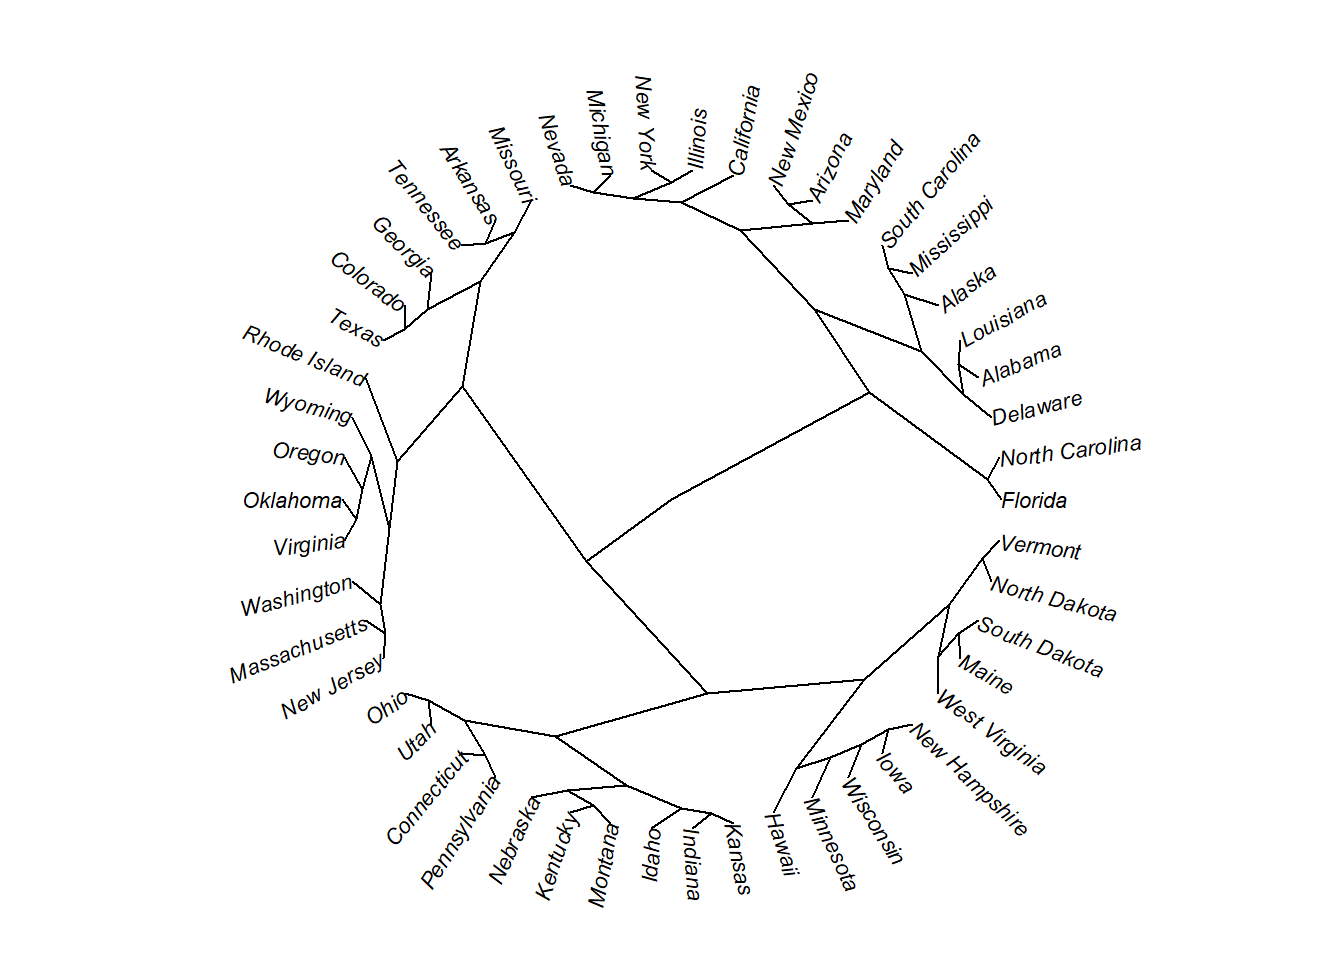 Nevada
Michigan
New York
Illinois
California
New Mexico
Arizona
Maryland
South Carolina
Mississippi
Alaska
Louisiana
Alabama
Delaware
North Carolina
Florida
Vermont
North Dakota
South Dakota
Maine
West Virginia
New Hampshire
Iowa
Wisconsin
Minnesota
Hawaii
Kansas
Indiana
Idaho
Montana
Kentucky
Nebraska
Pennsylvania
Connecticut
Utah
Ohio
New Jersey
Massachusetts
Washington
Virginia
Oklahoma
Oregon
Wyoming
Rhode Island
Texas
Colorado
Georgia
Tennessee
Arkansas
Missouri